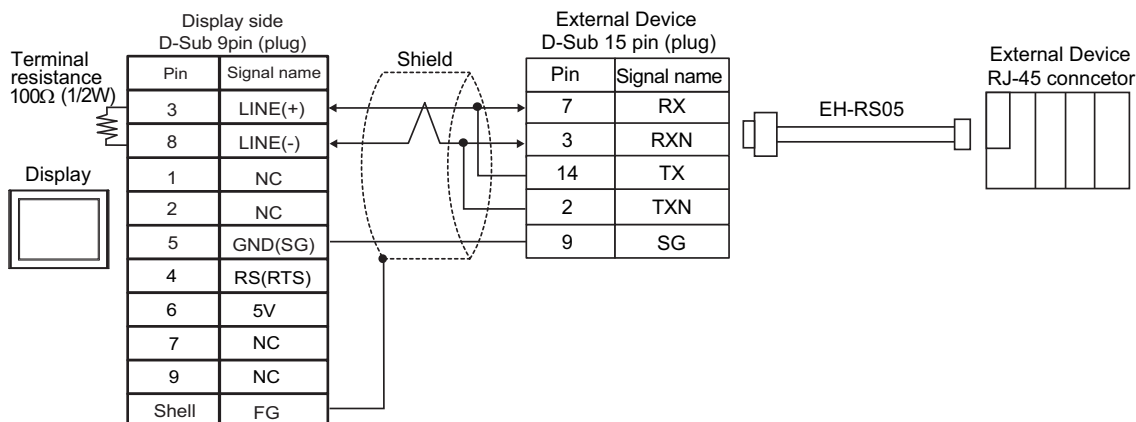 Display side
D-Sub 9pin (plug)
External Device
D-Sub 15 pin (plug)
External Device
RJ-45 conncetor
Terminal
resistance
100Ω (1/2W)
Shield
Pin Signal name
3 LINE(+)
8 LINE(-)
1 NC
2 NC
5 GND(SG)
4 RS(RTS)
6 5V
7 NC
9 NC
Shell FG
Display
Pin Signal name
7 RX
3 RXN
14 TX
2 TXN
9 SG
EH-RS05